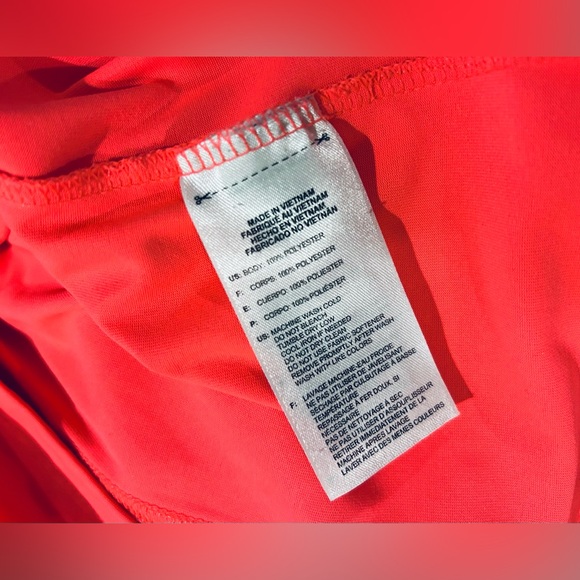 MADE IN VIETNAM
FABRIQUE AU VIETNAM
HECHO EN VIETNAM
FABRICADO NO VIETNÃN
US: BODY: 100% POLYESTER
F: CORPS: 100% POLYESTER
E: CUERPO: 100% POLIESTER
P: CORPO: 100% POLIÉSTER
US: MACHINE WASH COLD
DO NOT BLEACH
TUMBLE DRY LOW
COOL IRON IF NEEDED
DO NOT DRY CLEAN
DO NOT USE FABRIC SOFTENER
REMOVE PROMPTLY AFTER WASH
WASH WITH LIKE COLORS
F: LAVAGE MACHINE-EAU FROIDE
NE PAS UTILISER DE JAVELISANT
SÉCHAGE PAR CULBUTAGE À BASSE
TEMPÉRATURE
REPASSAGE À FER DOUX, SI
NÉCESSAIRE
PAS DE NETTOYAGE À SEC
NE PAS UTILISER D'ASSOUPLISSEUR
RETIRER IMMÉDIATEMENT DE LA
MACHINE APRÈS LAVAGE
LAVER AVEC DES MÊMES COULEURS